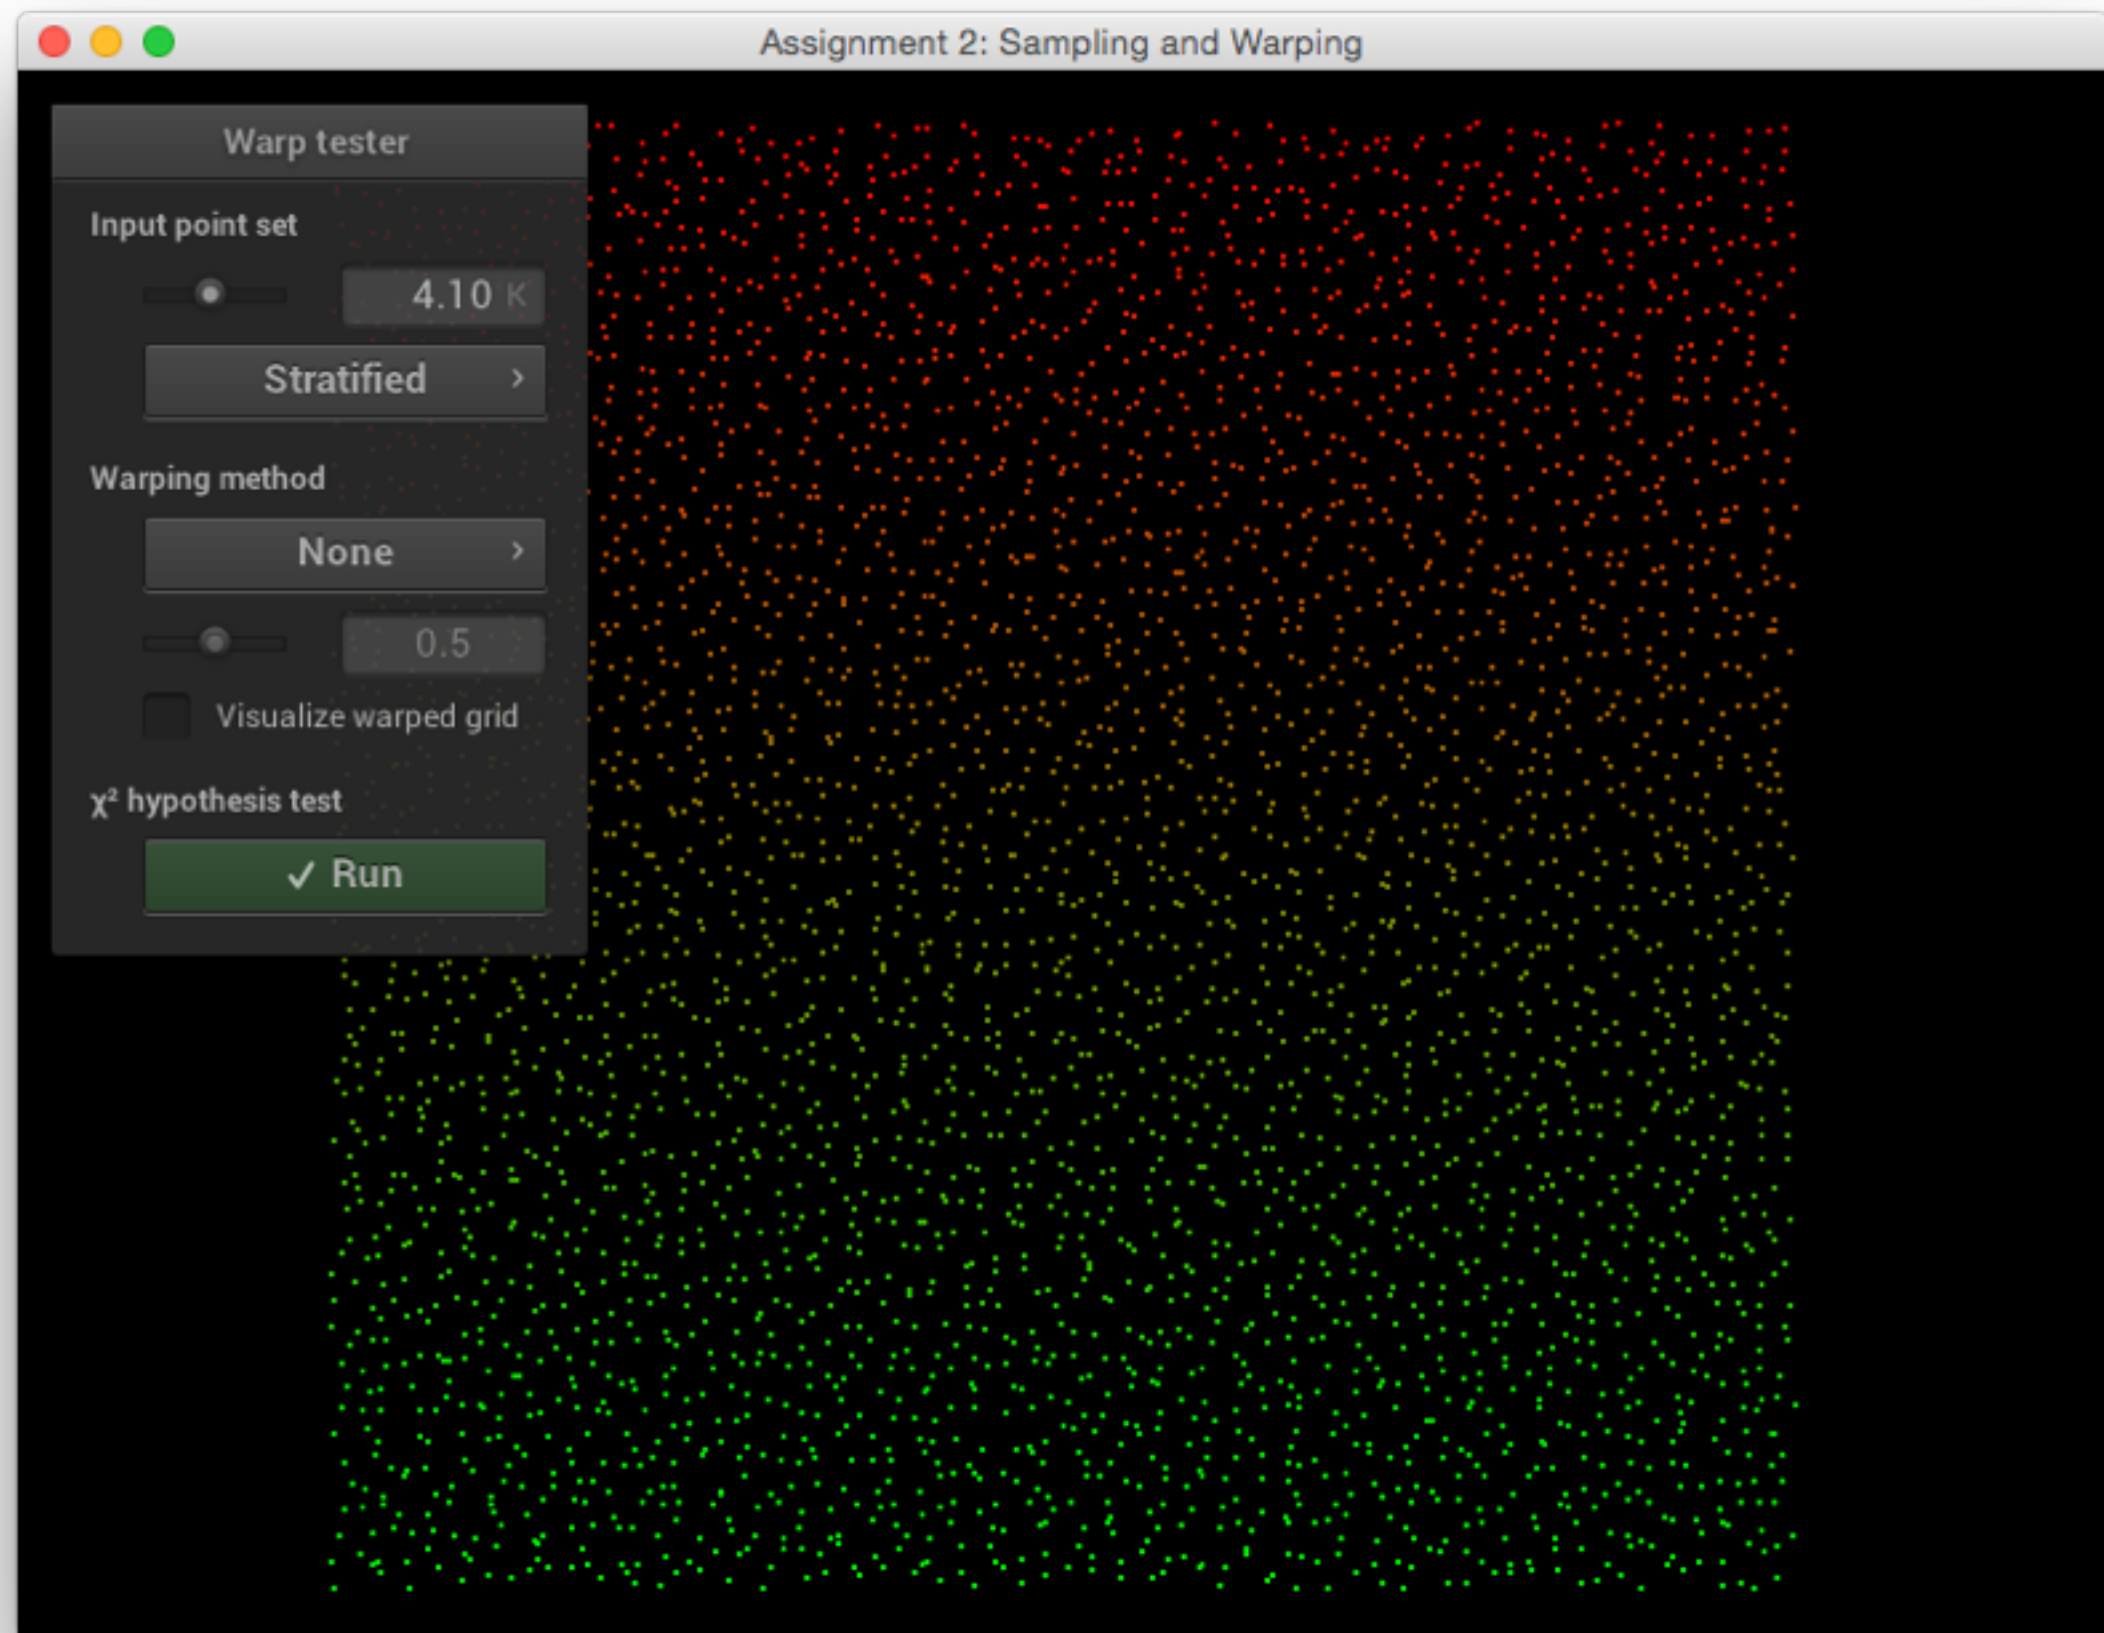 Assignment 2: Sampling and Warping
Warp tester
Input point set
4.10 K
Stratified
Warping method
None
0.5
Visualize warped grid
χ² hypothesis test
✓ Run